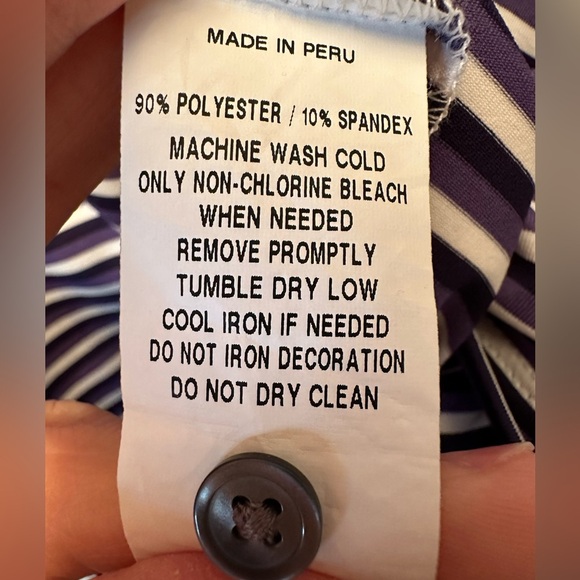 MADE IN PERU
90% POLYESTER / 10% SPANDEX
MACHINE WASH COLD
ONLY NON-CHLORINE BLEACH
WHEN NEEDED
REMOVE PROMPTLY
TUMBLE DRY LOW
COOL IRON IF NEEDED
DO NOT IRON DECORATION
DO NOT DRY CLEAN